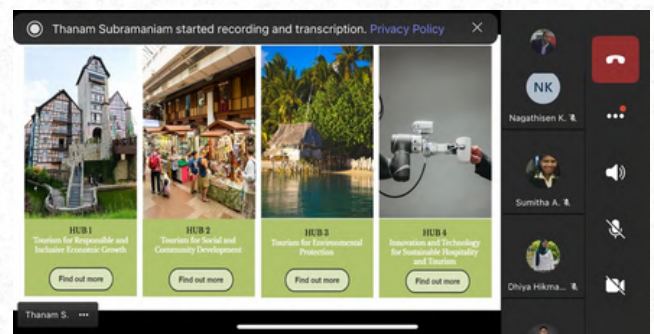 Thanam Subramaniam started recording and transcription. Privacy Policy
HUB 1
Tourism for Responsible and
Inclusive Economic Growth
Find out more
HUB 2
Tourism for Social and
Community Development
Find out more
HUB 3
Tourism for Environmental
Protection
Find out more
HUB 4
Innovation and Technology
for Sustainable Hospitality
and Tourism
Find out more
Thanam S.
NK
Nagathisen K.
Sumitha A.
Dhiya Hikma...